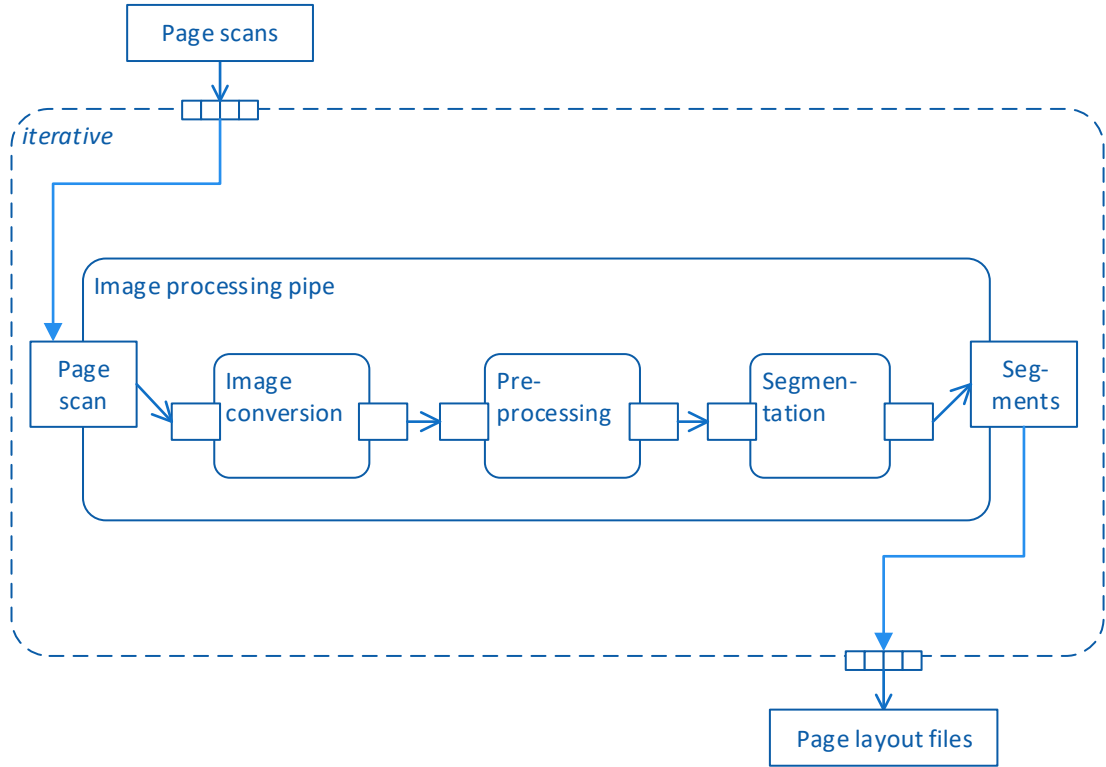 Page scans
iterative
Image processing pipe
Page
scan
Image
conversion
Pre-
processing
Segmen-
tation
Seg-
ments
Page layout files